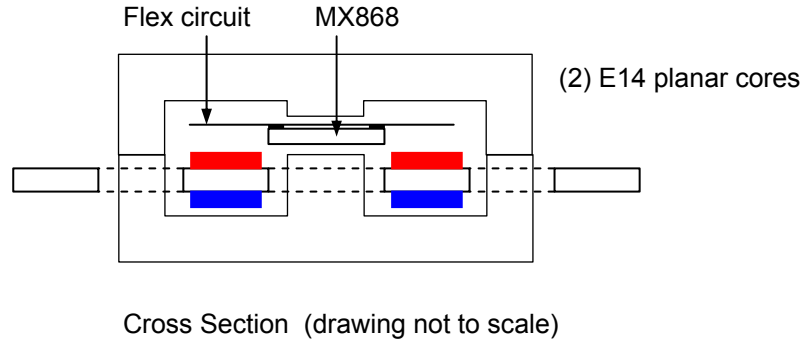 Flex circuit
MX868
(2) E14 planar cores
Cross Section (drawing not to scale)